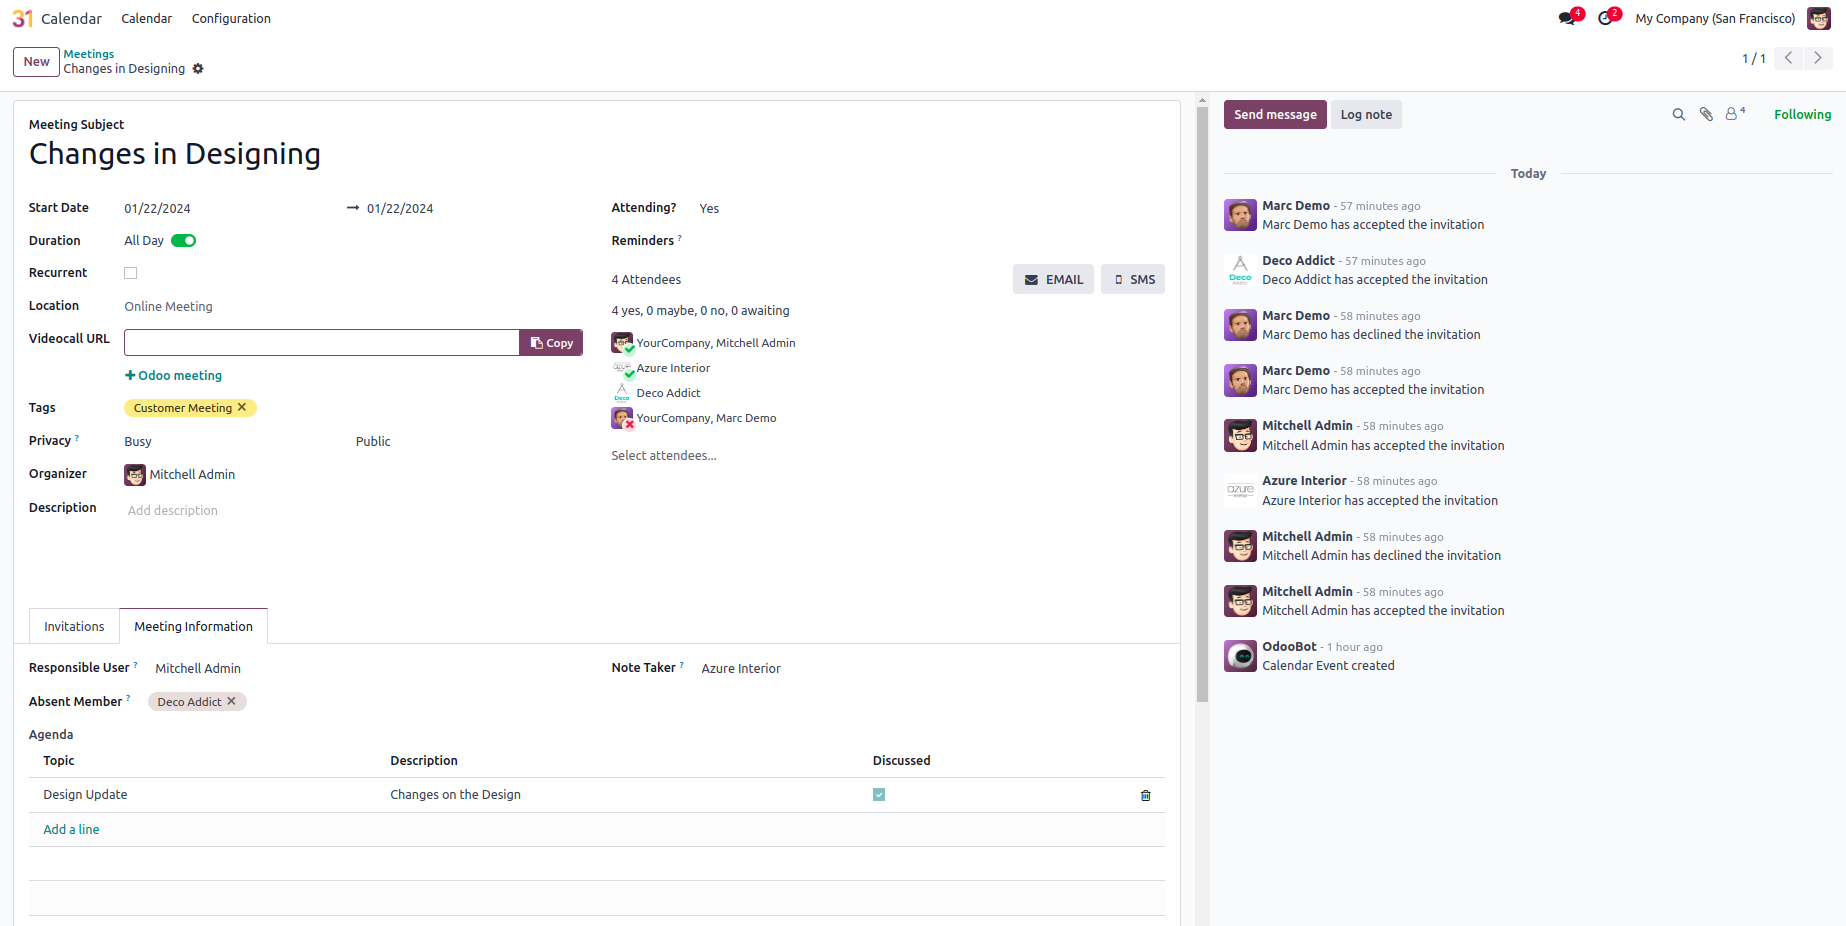 31 Calendar Calendar Configuration 4 2 My Company (San Francisco)
New Meetings
Changes in Designing
1 / 1
Meeting Subject
Changes in Designing
Start Date 01/22/2024 → 01/22/2024
Duration All Day
Recurrent
Location Online Meeting
Videocall URL Copy
+ Odoo meeting
Tags Customer Meeting ✕
Privacy ? Busy Public
Organizer Mitchell Admin
Description Add description
Attending? Yes
Reminders ?
4 Attendees EMAIL SMS
4 yes, 0 maybe, 0 no, 0 awaiting
YourCompany, Mitchell Admin
Azure Interior
Deco Deco Addict
YourCompany, Marc Demo
Select attendees...
Invitations Meeting Information
Responsible User ? Mitchell Admin Note Taker ? Azure Interior
Absent Member ? Deco Addict ✕
Agenda
Topic Description Discussed
Design Update Changes on the Design
Add a line
Send message Log note 4 Following
Today
Marc Demo - 57 minutes ago
Marc Demo has accepted the invitation
Deco Addict - 57 minutes ago
Deco Deco Addict has accepted the invitation
Marc Demo - 58 minutes ago
Marc Demo has declined the invitation
Marc Demo - 58 minutes ago
Marc Demo has accepted the invitation
Mitchell Admin - 58 minutes ago
Mitchell Admin has accepted the invitation
Azure Interior - 58 minutes ago
azure Azure Interior has accepted the invitation
Mitchell Admin - 58 minutes ago
Mitchell Admin has declined the invitation
Mitchell Admin - 58 minutes ago
Mitchell Admin has accepted the invitation
OdooBot - 1 hour ago
Calendar Event created